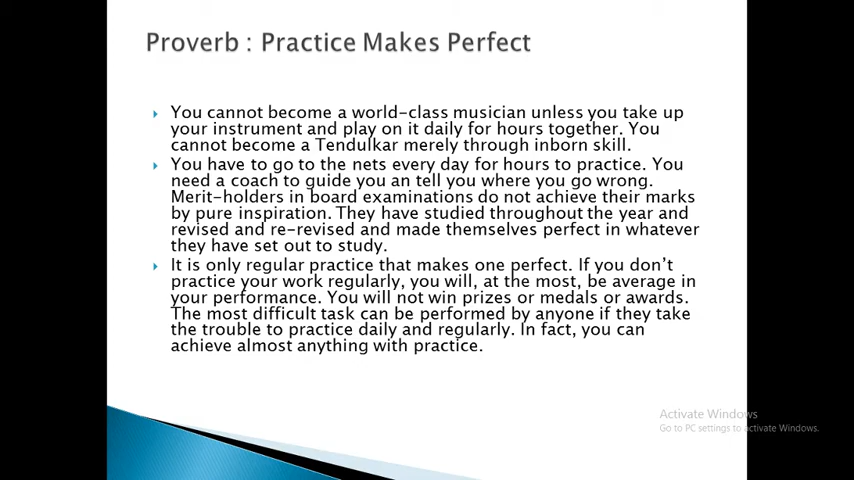 Proverb : Practice Makes Perfect
You cannot become a world-class musician unless you take up
your instrument and play on it daily for hours together. You
cannot become a Tendulkar merely through inborn skill.
You have to go to the nets every day for hours to practice. You
need a coach to guide you an tell you where you go wrong.
Merit-holders in board examinations do not achieve their marks
by pure inspiration. They have studied throughout the year and
revised and re-revised and made themselves perfect in whatever
they have set out to study.
It is only regular practice that makes one perfect. If you don't
practice your work regularly, you will, at the most, be average in
your performance. You will not win prizes or medals or awards.
The most difficult task can be performed by anyone if they take
the trouble to practice daily and regularly. In fact, you can
achieve almost anything with practice.
Activate Windows
Go to PC settings to activate Windows.